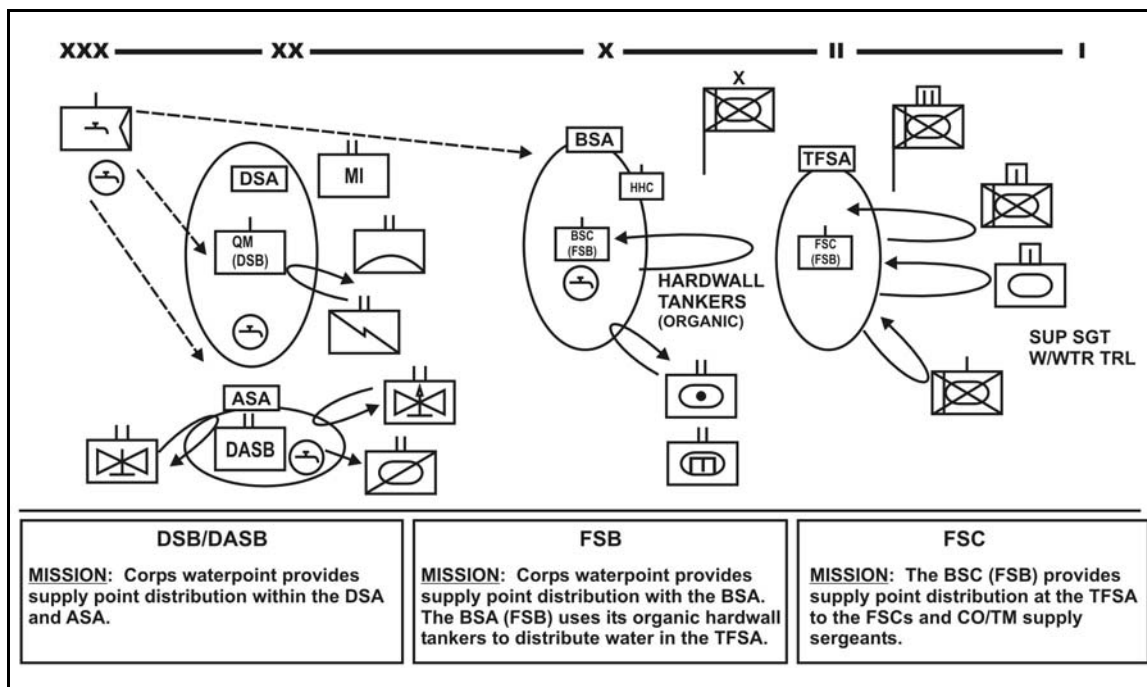 XXX XX X II I
X
BSA
TFSA
MI
DSA
HHC
QM
(DSB)
BSC
(FSB)
FSC
(FSB)
HARDWALL
TANKERS
(ORGANIC)
SUP SGT
W/WTR TRL
ASA
DASB
DSB/DASB
MISSION: Corps waterpoint provides
supply point distribution within the DSA
and ASA.
FSB
MISSION: Corps waterpoint provides
supply point distribution with the BSA.
The BSA (FSB) uses its organic hardwall
tankers to distribute water in the TFSA.
FSC
MISSION: The BSC (FSB) provides
supply point distribution at the TFSA
to the FSCs and CO/TM supply
sergeants.